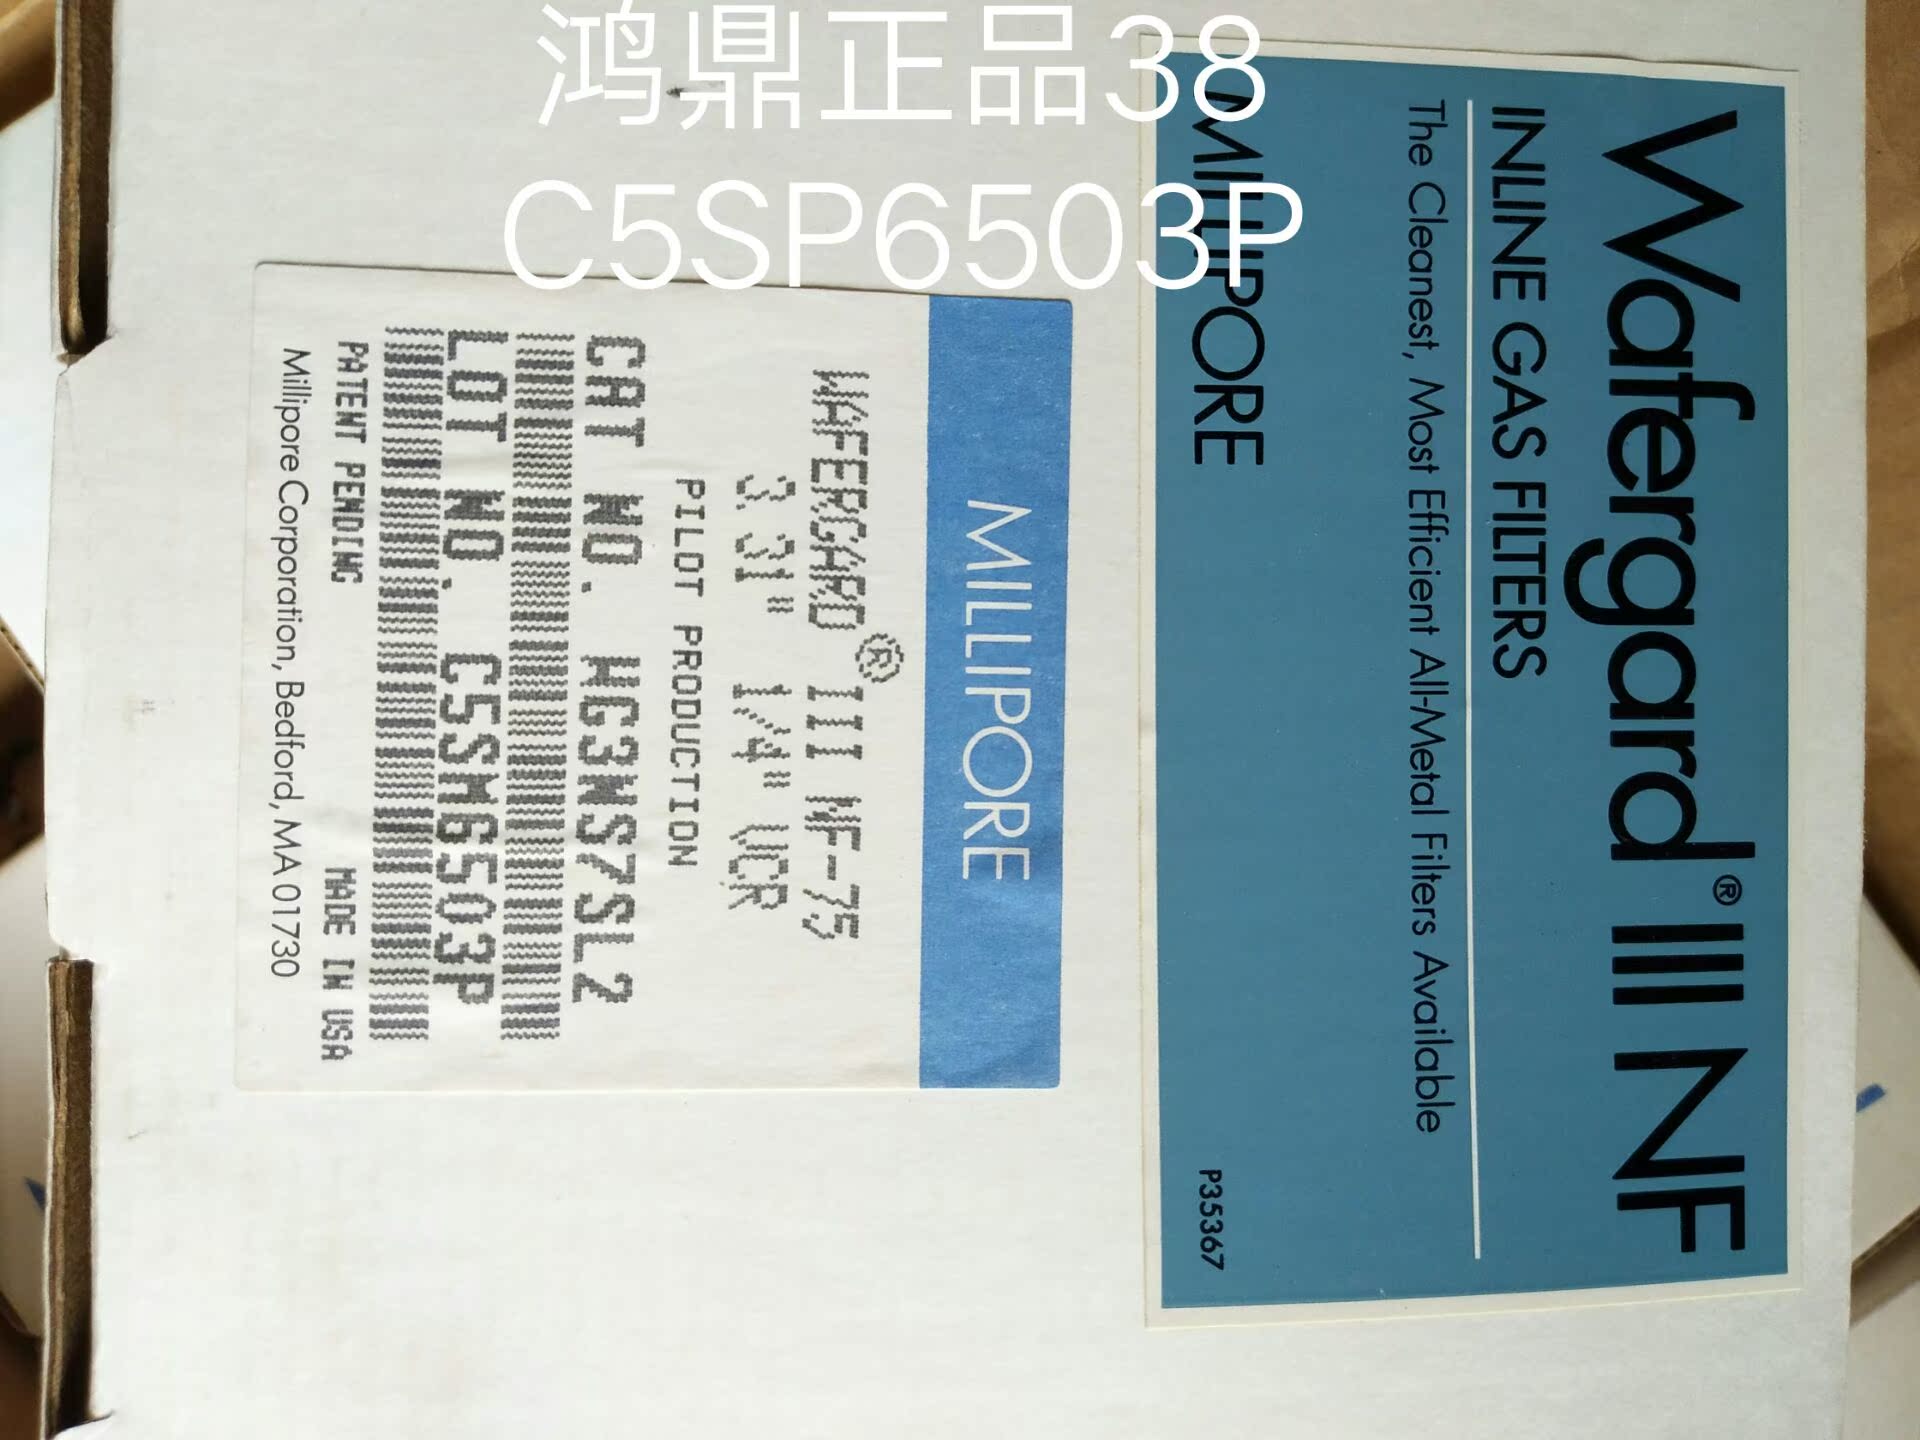 鸿鼎正品38
C5SP6503P
Wafergard® III NF
INLINE GAS FILTERS
The Cleanest, Most Efficient All-Metal Filters Available
MILLIPORE
P35367
MILLIPORE
WAFERGARD® III NF-75
3.31" 1/4" VCR
PILOT PRODUCTION
CAT NO. WG3NS7SL2
LOT NO. C5SM6503P
PATENT PENDING MADE IN USA
Millipore Corporation, Bedford, MA 01730